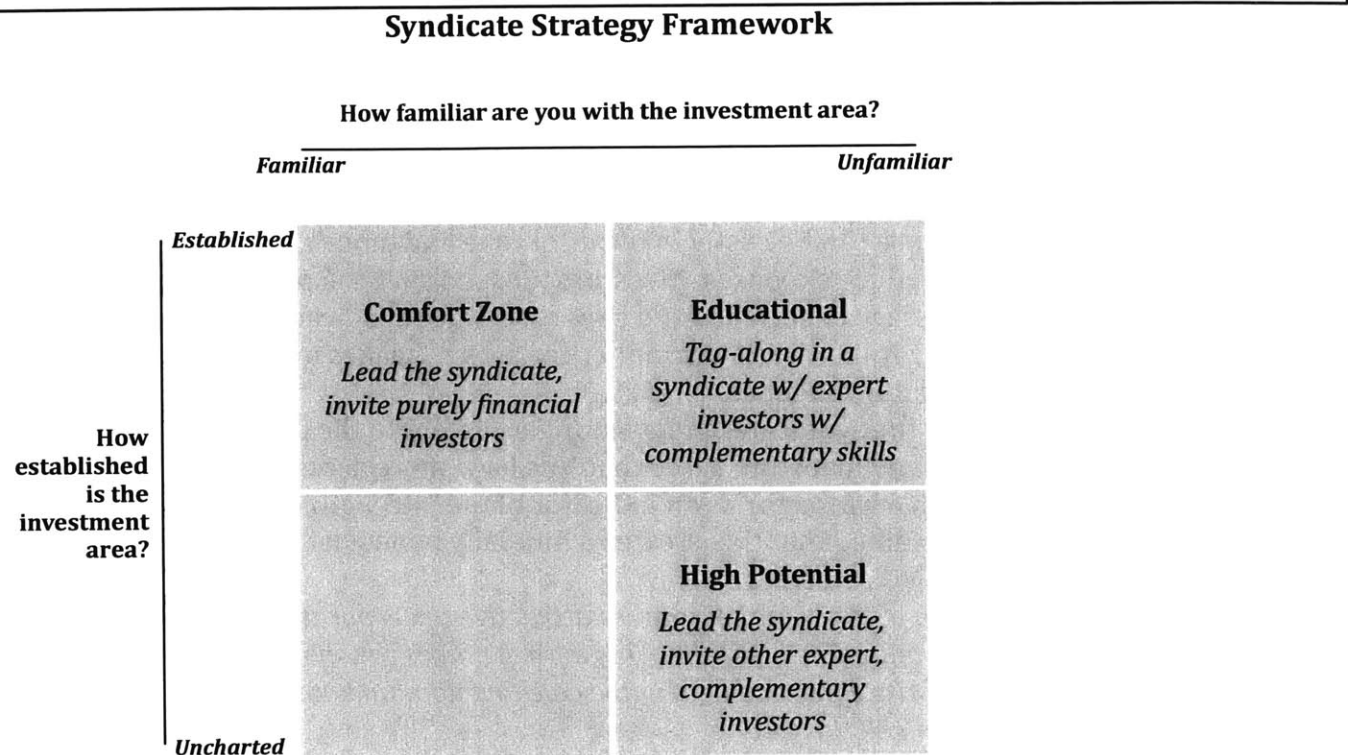 Syndicate Strategy Framework
How familiar are you with the investment area?
Familiar
Unfamiliar
Established
Comfort Zone
Lead the syndicate,
invite purely financial
investors
Educational
Tag-along in a
syndicate w/ expert
investors w/
complementary skills
How
established
is the
investment
area?
High Potential
Lead the syndicate,
invite other expert,
complementary
investors
Uncharted